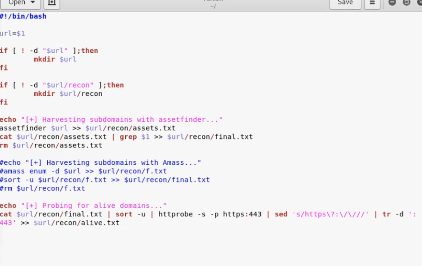 Open
Save
~/
#!/bin/bash
url=$1
if [ ! -d "$url" ];then
mkdir $url
fi
if [ ! -d "$url/recon" ];then
mkdir $url/recon
fi
echo "[+] Harvesting subdomains with assetfinder..."
assetfinder $url >> $url/recon/assets.txt
cat $url/recon/assets.txt | grep $1 >> $url/recon/final.txt
rm $url/recon/assets.txt
#echo "[+] Harvesting subdomains with Amass..."
#amass enum -d $url >> $url/recon/f.txt
#sort -u $url/recon/f.txt >> $url/recon/final.txt
#rm $url/recon/f.txt
echo "[+] Probing for alive domains..."
cat $url/recon/final.txt | sort -u | httprobe -s -p https:443 | sed 's/https\?:\/\///' | tr -d ':
443' >> $url/recon/alive.txt